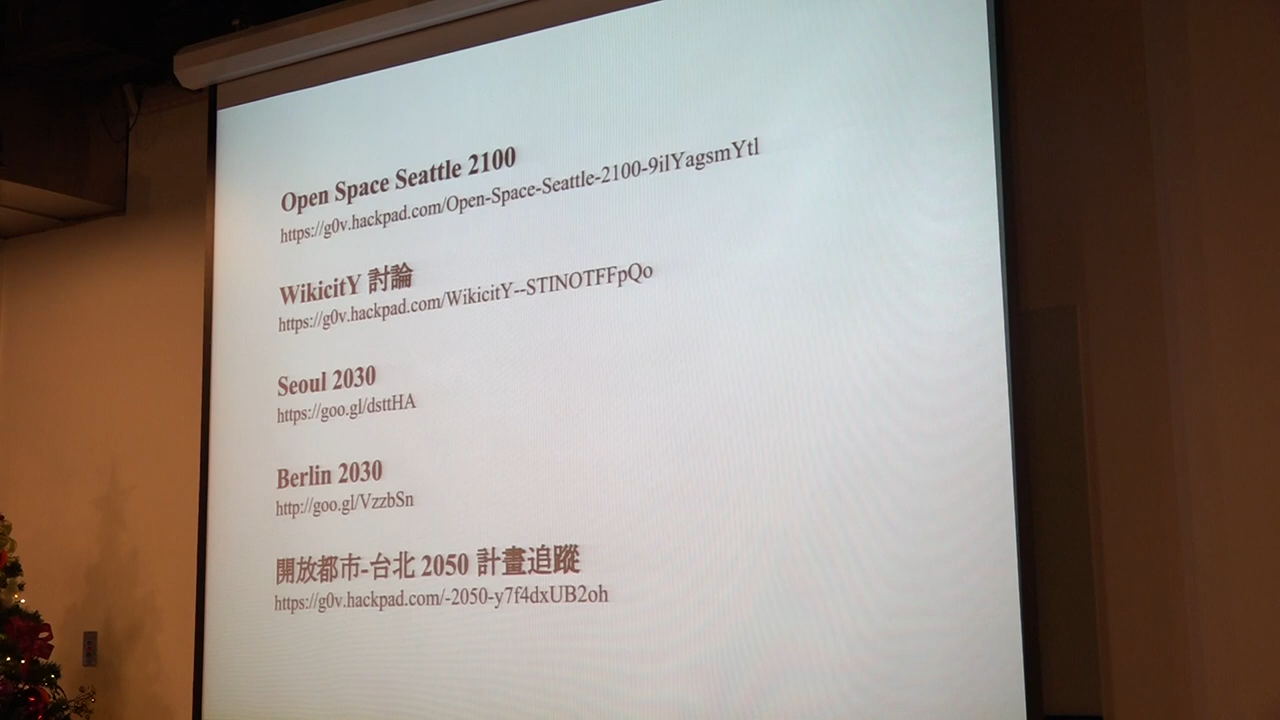 Open Space Seattle 2100
https://g0v.hackpad.com/Open-Space-Seattle-2100-9ilYagsmYtl
WikicitY 討論
https://g0v.hackpad.com/WikicitY--STINOTFFpQo
Seoul 2030
https://goo.gl/dsttHA
Berlin 2030
http://goo.gl/VzzbSn
開放都市-台北 2050 計畫追蹤
https://g0v.hackpad.com/-2050-y7f4dxUB2oh